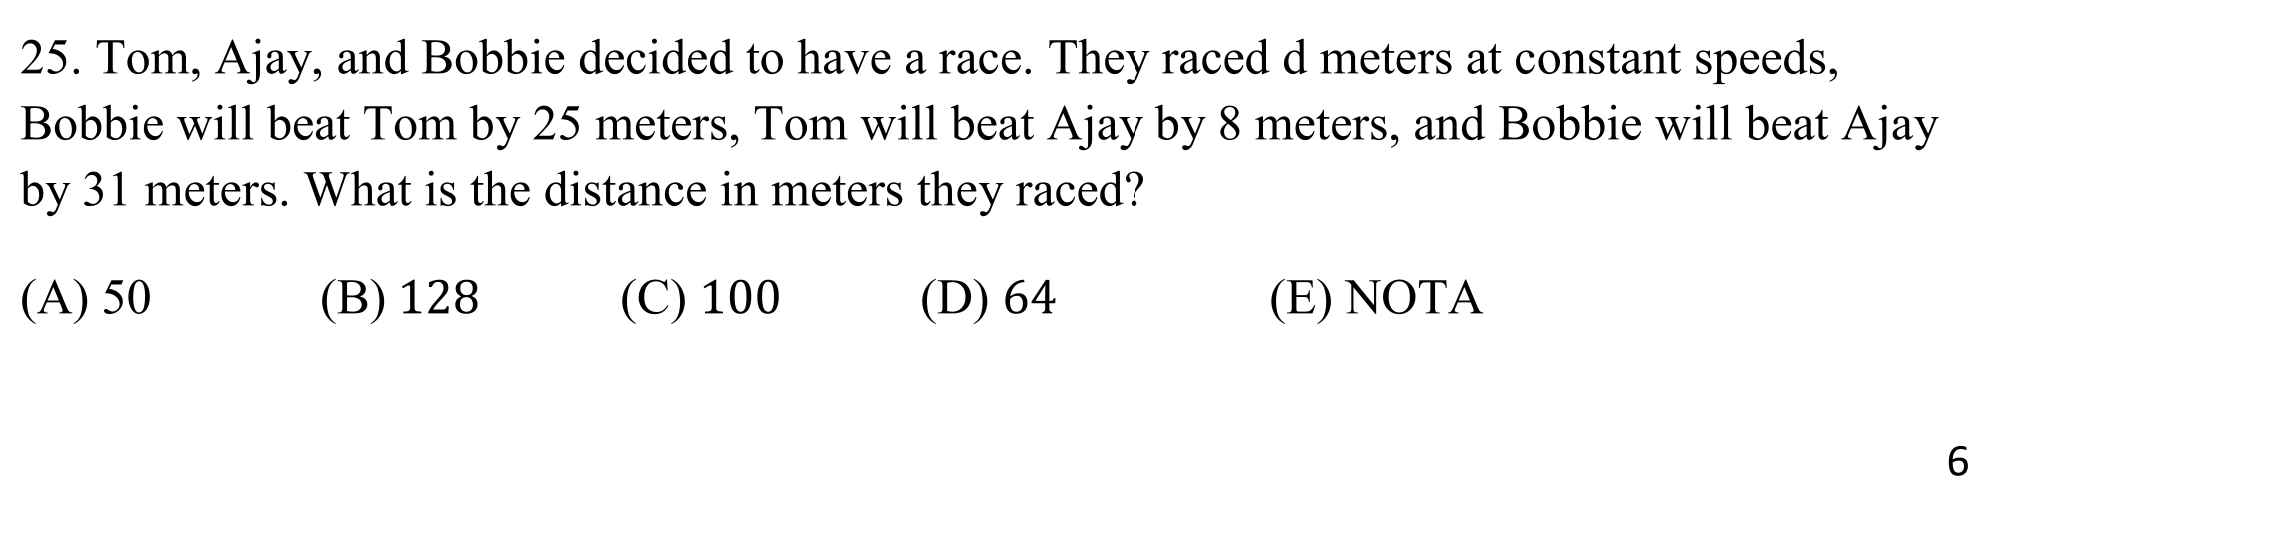 25. Tom, Ajay, and Bobbie decided to have a race. They raced d meters at constant speeds,
Bobbie will beat Tom by 25 meters, Tom will beat Ajay by 8 meters, and Bobbie will beat Ajay
by 31 meters. What is the distance in meters they raced?
(A) 50 (B) 128 (C) 100 (D) 64 (E) NOTA
6